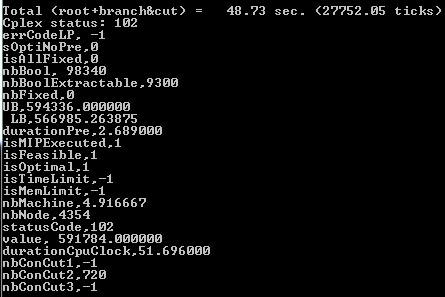 Total (root+branch&cut) =   48.73 sec. (27752.05 ticks)
Cplex status: 102
errCodeLP, -1
sOptiNoPre,0
isAllFixed,0
nbBool, 98340
nbBoolExtractable,9300
nbFixed,0
UB,594336.000000
 LB,566985.263875
durationPre,2.689000
isMIPExecuted,1
isFeasible,1
isOptimal,1
isTimeLimit,-1
isMemLimit,-1
nbMachine,4.916667
nbNode,4354
statusCode,102
value, 591784.000000
durationCpuClock,51.696000
nbConCut1,-1
nbConCut2,720
nbConCut3,-1